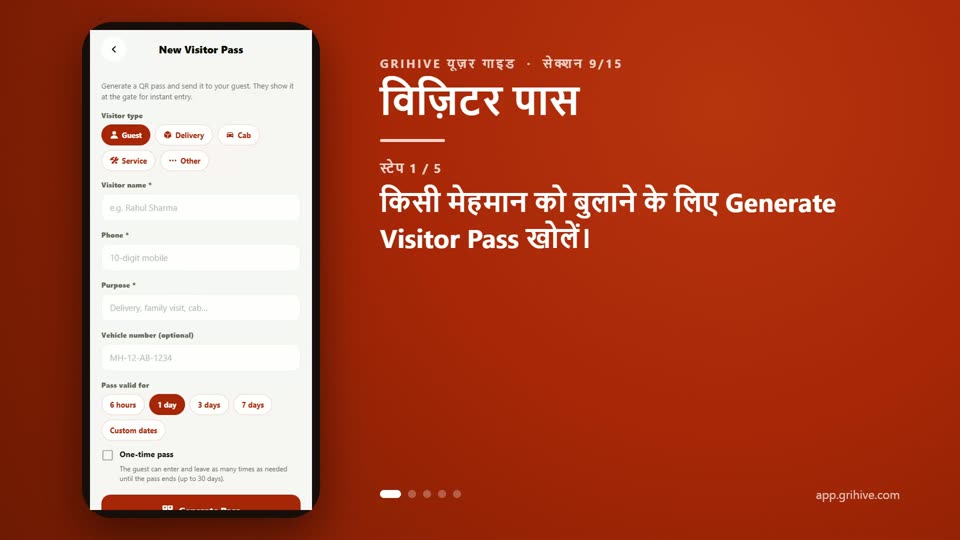 New Visitor Pass
Generate a QR pass and send it to your guest. They show it
at the gate for instant entry.
Visitor type
Guest
Delivery
Cab
Service
Other
Visitor name *
e.g. Rahul Sharma
Phone *
10-digit mobile
Purpose *
Delivery, family visit, cab...
Vehicle number (optional)
MH-12-AB-1234
Pass valid for
6 hours
1 day
3 days
7 days
Custom dates
One-time pass
The guest can enter and leave as many times as needed
until the pass ends (up to 30 days).
Generate Pass
GRIHIVE यूज़र गाइड · सेक्शन 9/15
विज़िटर पास
स्टेप 1 / 5
किसी मेहमान को बुलाने के लिए Generate
Visitor Pass खोलें।
app.grihive.com